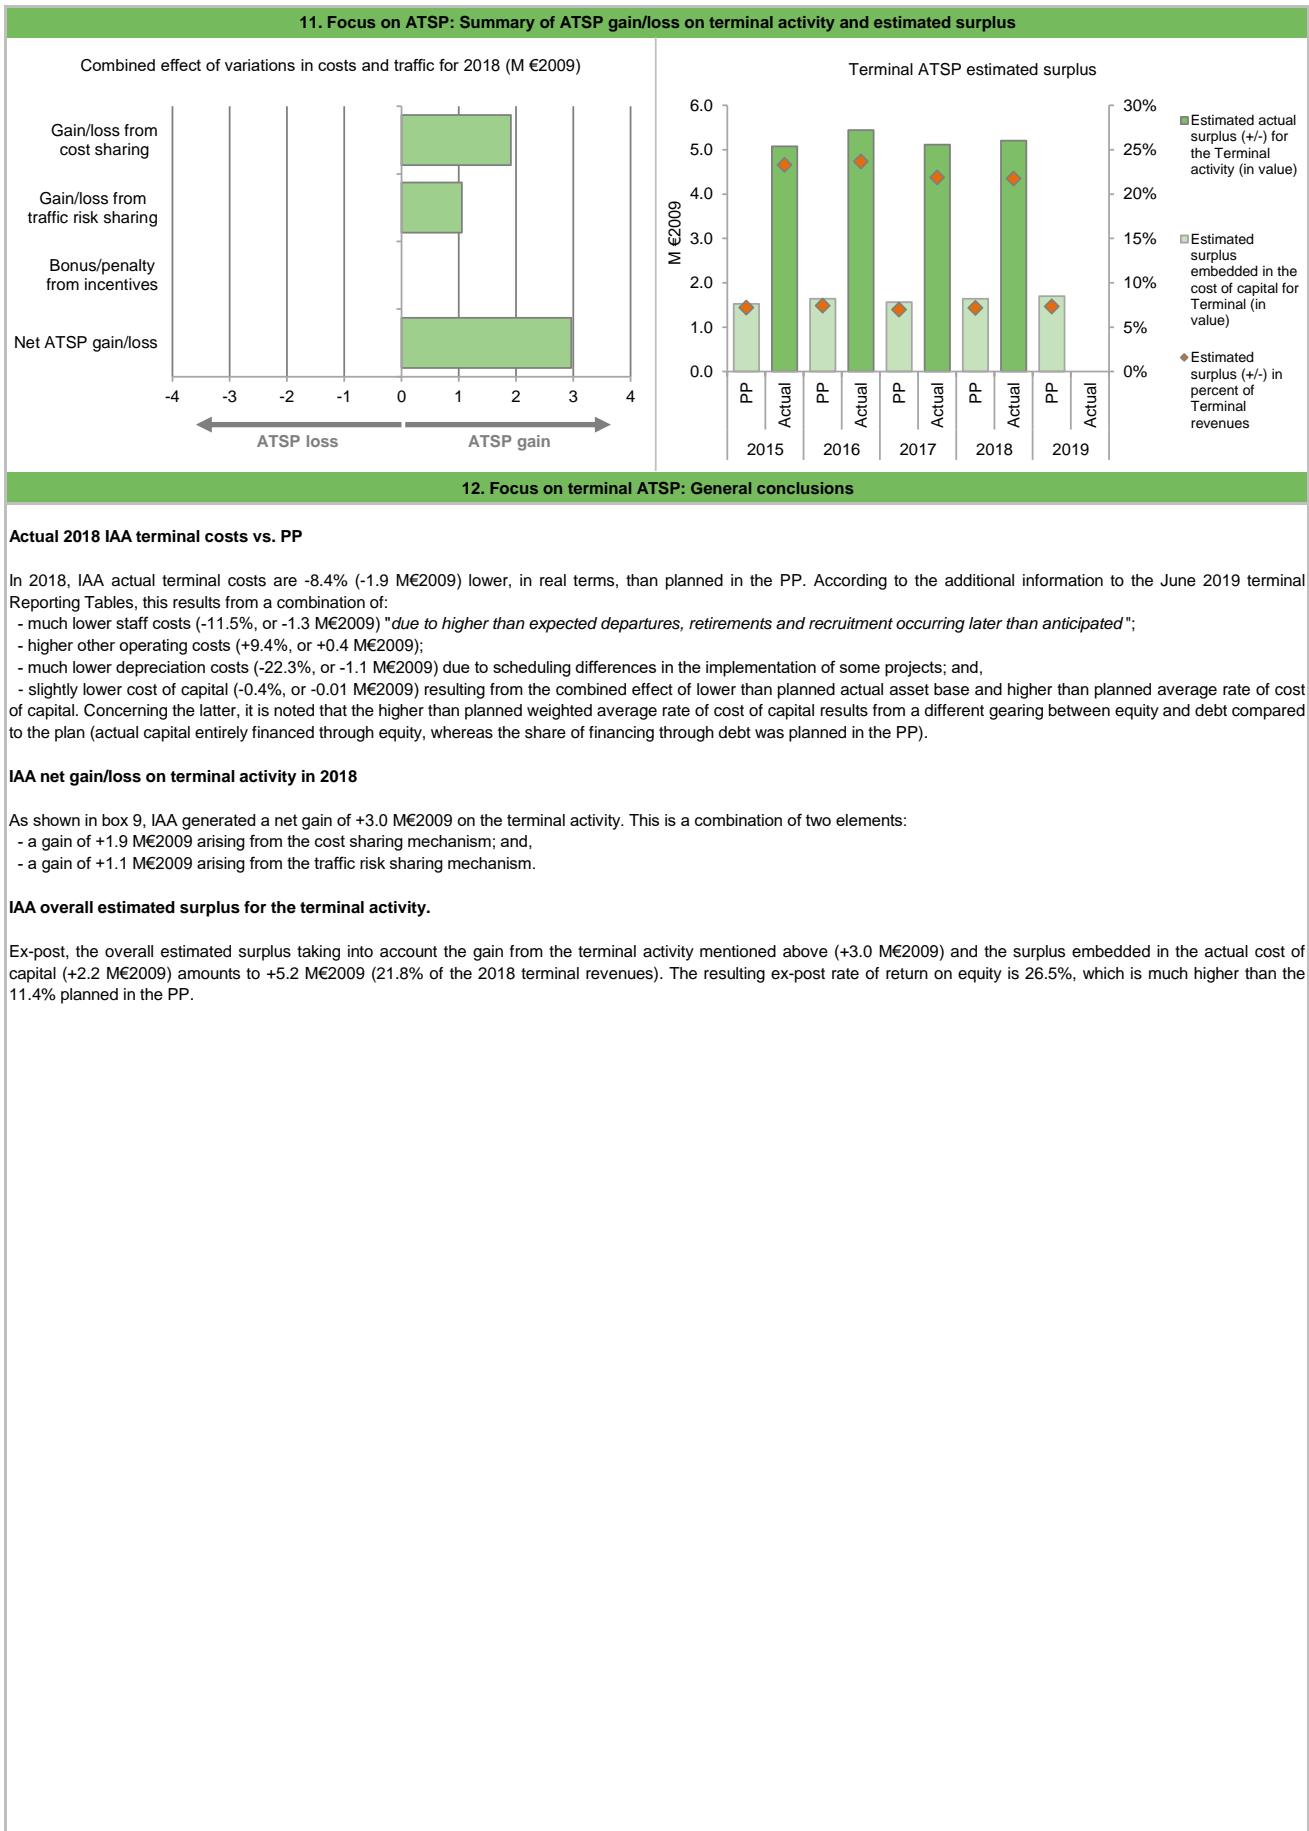 11. Focus on ATSP: Summary of ATSP gain/loss on terminal activity and estimated surplus
Combined effect of variations in costs and traffic for 2018 (M €2009)
Gain/loss from
cost sharing
Gain/loss from
traffic risk sharing
Bonus/penalty
from incentives
Net ATSP gain/loss
-4 -3 -2 -1 0 1 2 3 4
ATSP loss ATSP gain
Terminal ATSP estimated surplus
M €2009
6.0
5.0
4.0
3.0
2.0
1.0
0.0
30%
25%
20%
15%
10%
5%
0%
PP Actual PP Actual PP Actual PP Actual PP Actual
2015 2016 2017 2018 2019
Estimated actual
surplus (+/-) for
the Terminal
activity (in value)
Estimated
surplus
embedded in the
cost of capital for
Terminal (in
value)
Estimated
surplus (+/-) in
percent of
Terminal
revenues
12. Focus on terminal ATSP: General conclusions
Actual 2018 IAA terminal costs vs. PP
In 2018, IAA actual terminal costs are -8.4% (-1.9 M€2009) lower, in real terms, than planned in the PP. According to the additional information to the June 2019 terminal
Reporting Tables, this results from a combination of:
- much lower staff costs (-11.5%, or -1.3 M€2009) "due to higher than expected departures, retirements and recruitment occurring later than anticipated";
- higher other operating costs (+9.4%, or +0.4 M€2009);
- much lower depreciation costs (-22.3%, or -1.1 M€2009) due to scheduling differences in the implementation of some projects; and,
- slightly lower cost of capital (-0.4%, or -0.01 M€2009) resulting from the combined effect of lower than planned actual asset base and higher than planned average rate of cost
of capital. Concerning the latter, it is noted that the higher than planned weighted average rate of cost of capital results from a different gearing between equity and debt compared
to the plan (actual capital entirely financed through equity, whereas the share of financing through debt was planned in the PP).
IAA net gain/loss on terminal activity in 2018
As shown in box 9, IAA generated a net gain of +3.0 M€2009 on the terminal activity. This is a combination of two elements:
- a gain of +1.9 M€2009 arising from the cost sharing mechanism; and,
- a gain of +1.1 M€2009 arising from the traffic risk sharing mechanism.
IAA overall estimated surplus for the terminal activity.
Ex-post, the overall estimated surplus taking into account the gain from the terminal activity mentioned above (+3.0 M€2009) and the surplus embedded in the actual cost of
capital (+2.2 M€2009) amounts to +5.2 M€2009 (21.8% of the 2018 terminal revenues). The resulting ex-post rate of return on equity is 26.5%, which is much higher than the
11.4% planned in the PP.